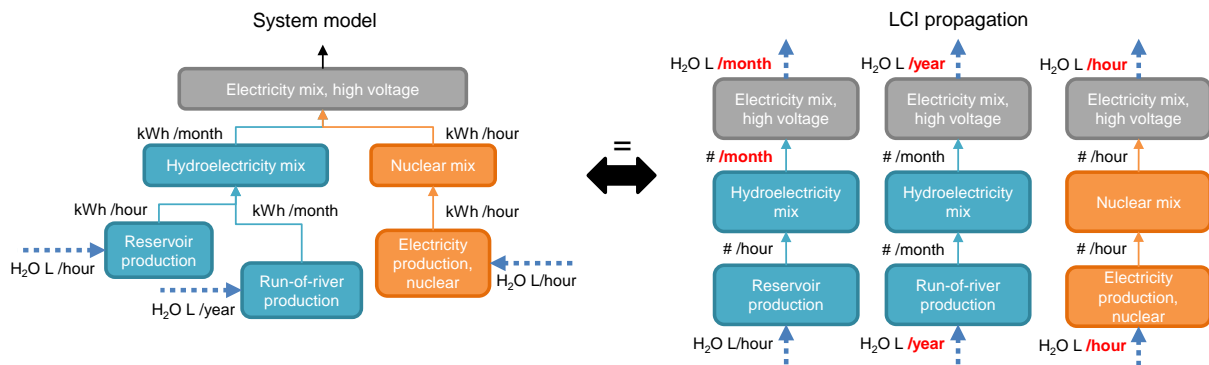 System model
Electricity mix, high voltage
kWh /month
kWh /hour
Hydroelectricity mix
Nuclear mix
kWh /hour
kWh /month
kWh /hour
Reservoir
production
Electricity
production,
nuclear
H₂O L /hour
Run-of-river
production
H₂O L/hour
H₂O L /year
=
LCI propagation
H₂O L /month
H₂O L /year
H₂O L /hour
Electricity mix,
high voltage
Electricity mix,
high voltage
Electricity mix,
high voltage
# /month
# /month
# /hour
Hydroelectricity
mix
Hydroelectricity
mix
Nuclear mix
# /hour
# /month
# /hour
Reservoir
production
Run-of-river
production
Electricity
production,
nuclear
H₂O L/hour
H₂O L /year
H₂O L /hour